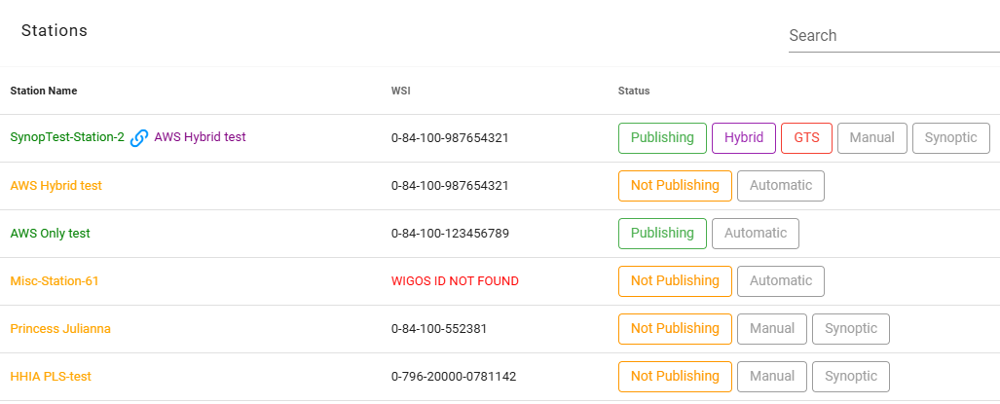 Stations
Search
Station Name WSI Status
SynopTest-Station-2 AWS Hybrid test 0-84-100-987654321 Publishing Hybrid GTS Manual Synoptic
AWS Hybrid test 0-84-100-987654321 Not Publishing Automatic
AWS Only test 0-84-100-123456789 Publishing Automatic
Misc-Station-61 WIGOS ID NOT FOUND Not Publishing Automatic
Princess Julianna 0-84-100-552381 Not Publishing Manual Synoptic
HHIA PLS-test 0-796-20000-0781142 Not Publishing Manual Synoptic